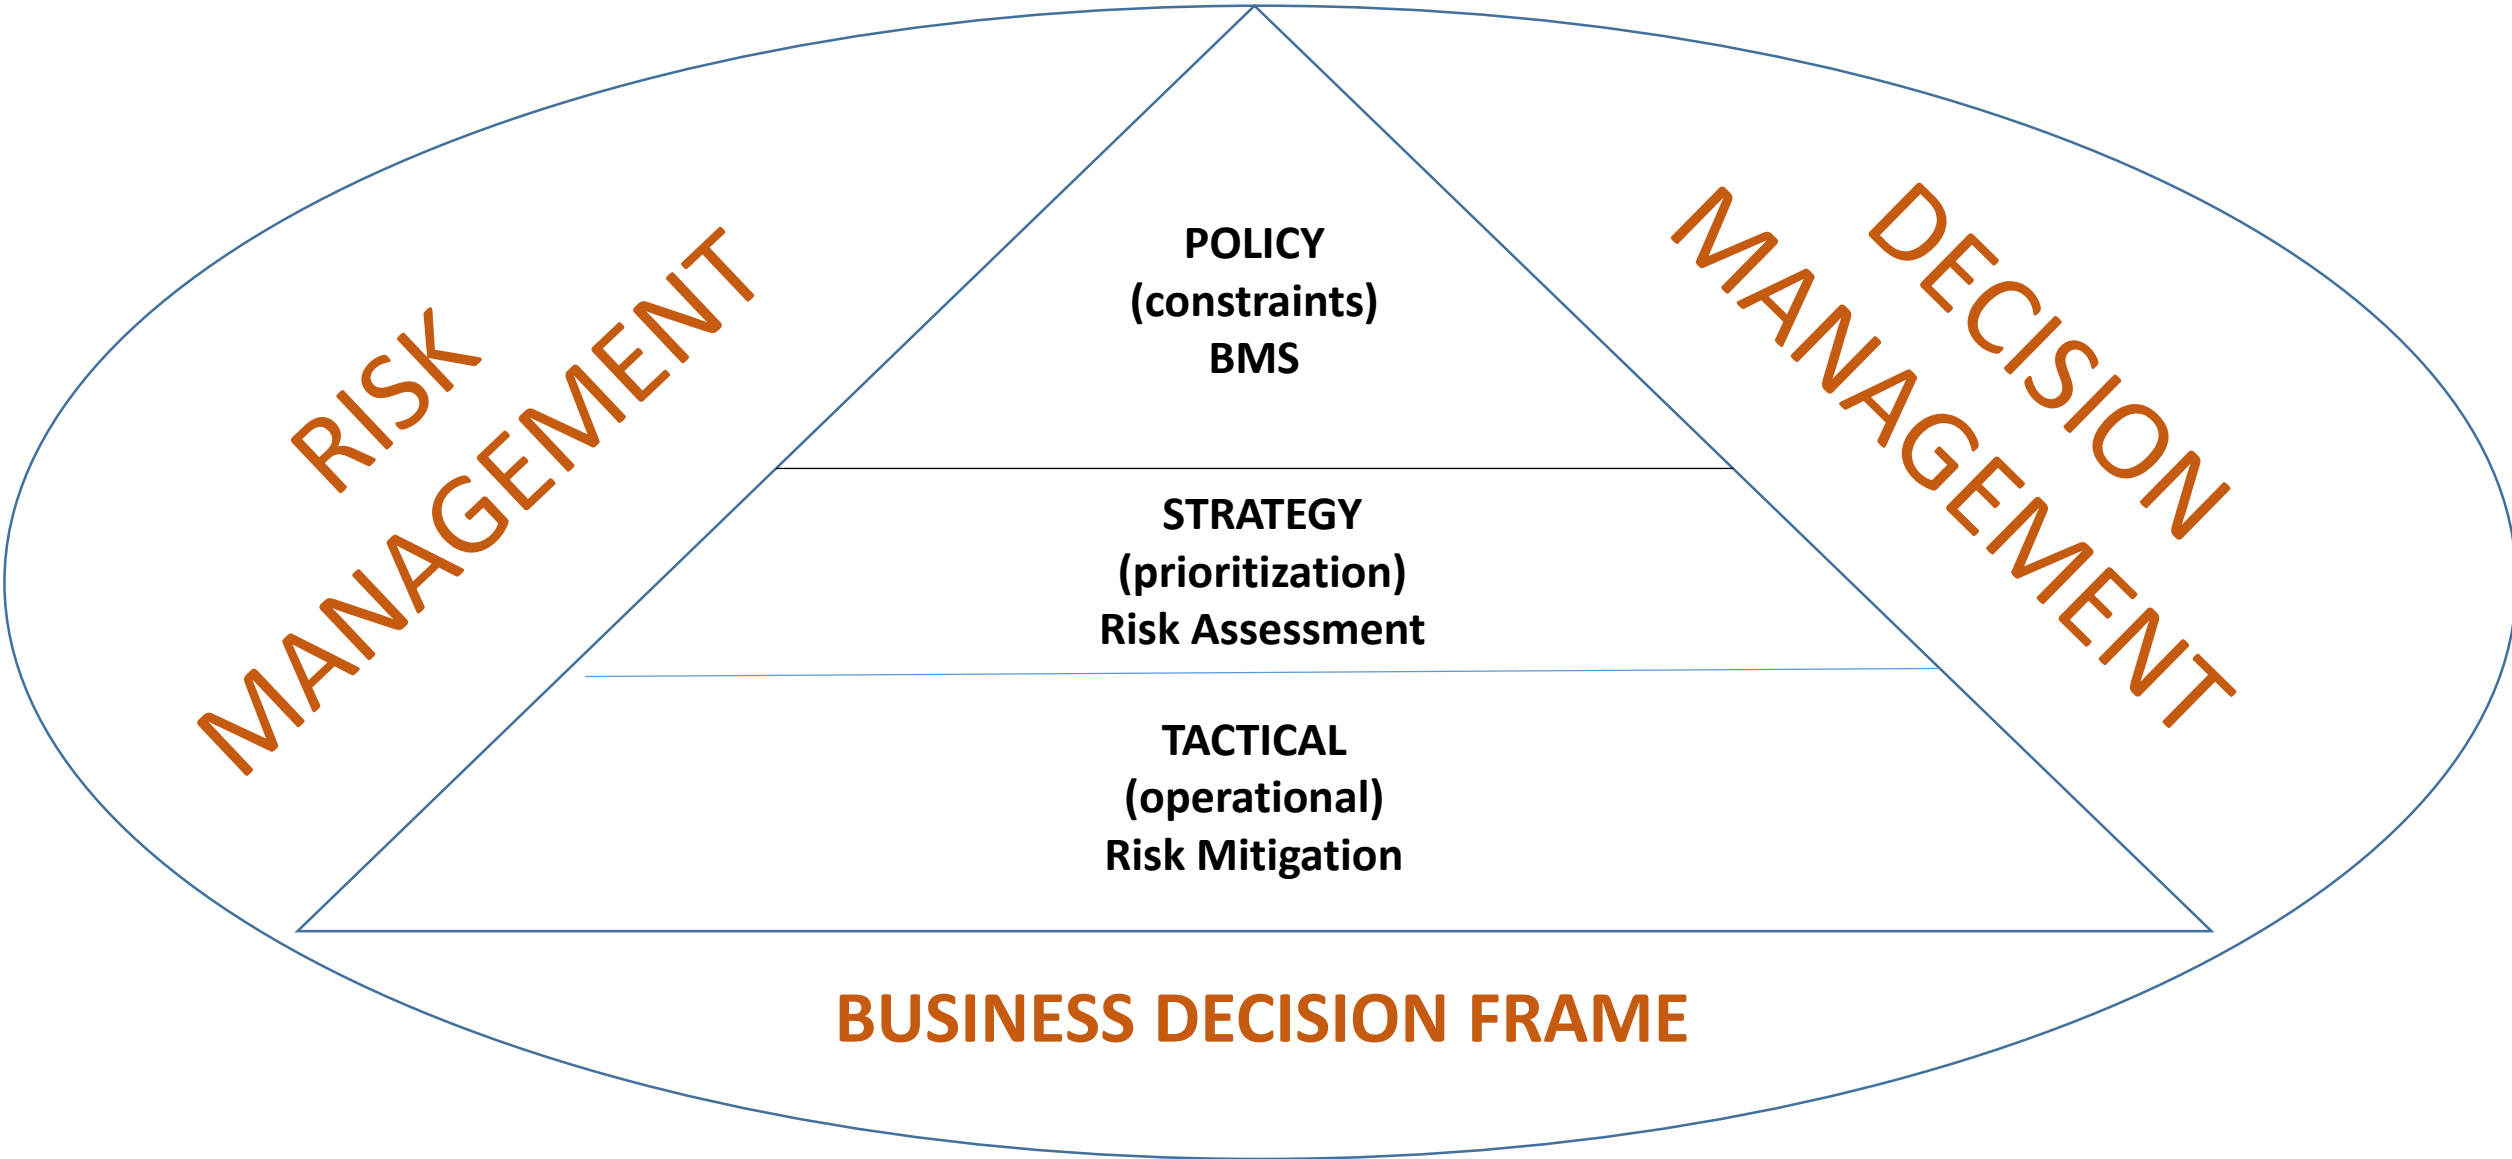 RISK
MANAGEMENT
DECISION
MANAGEMENT
POLICY
(constraints)
BMS
STRATEGY
(prioritization)
Risk Assessment
TACTICAL
(operational)
Risk Mitigation
BUSINESS DECISION FRAME